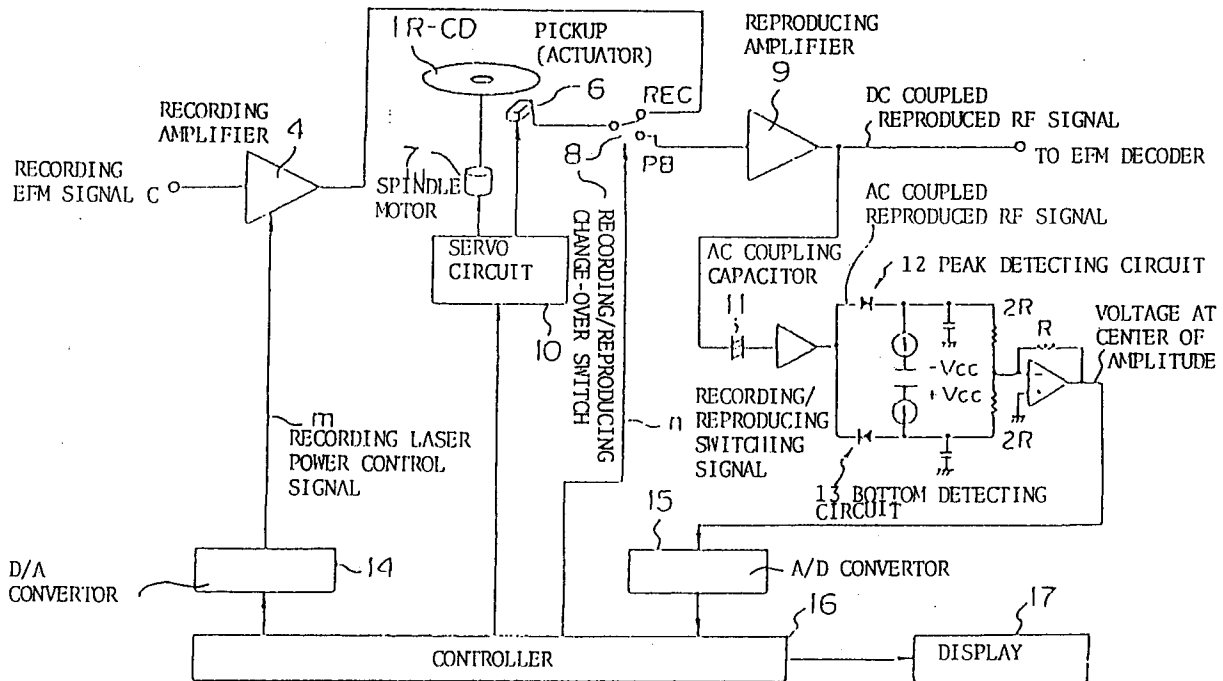 1R-CD
PICKUP
(ACTUATOR)
6
REC
REPRODUCING
AMPLIFIER
9
RECORDING
AMPLIFIER
4
DC COUPLED
REPRODUCED RF SIGNAL
RECORDING
EFM SIGNAL C
7
SPINDLE
MOTOR
8
PB
TO EFM DECODER
AC COUPLED
REPRODUCED RF SIGNAL
SERVO
CIRCUIT
10
RECORDING/REPRODUCING
CHANGE-OVER SWITCH
AC COUPLING
CAPACITOR
11
12 PEAK DETECTING CIRCUIT
2R
R
VOLTAGE AT
CENTER OF
AMPLITUDE
-Vcc
+Vcc
-
+
2R
m
RECORDING LASER
POWER CONTROL
SIGNAL
n
RECORDING/
REPRODUCING
SWITCHING
SIGNAL
13 BOTTOM DETECTING
CIRCUIT
15
14
D/A
CONVERTOR
A/D CONVERTOR
16
17
CONTROLLER
DISPLAY